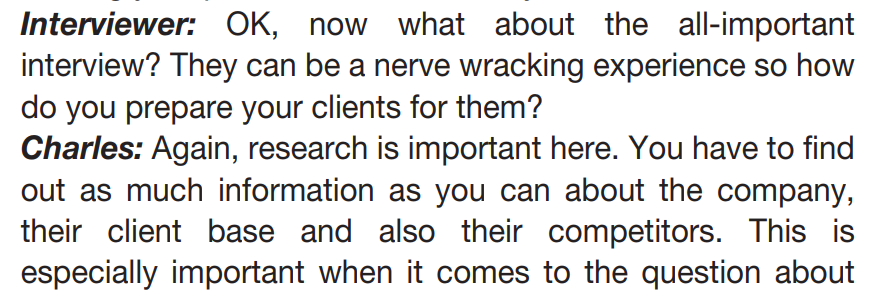 Interviewer: OK, now what about the all-important
interview? They can be a nerve wracking experience so how
do you prepare your clients for them?
Charles: Again, research is important here. You have to find
out as much information as you can about the company,
their client base and also their competitors. This is
especially important when it comes to the question about